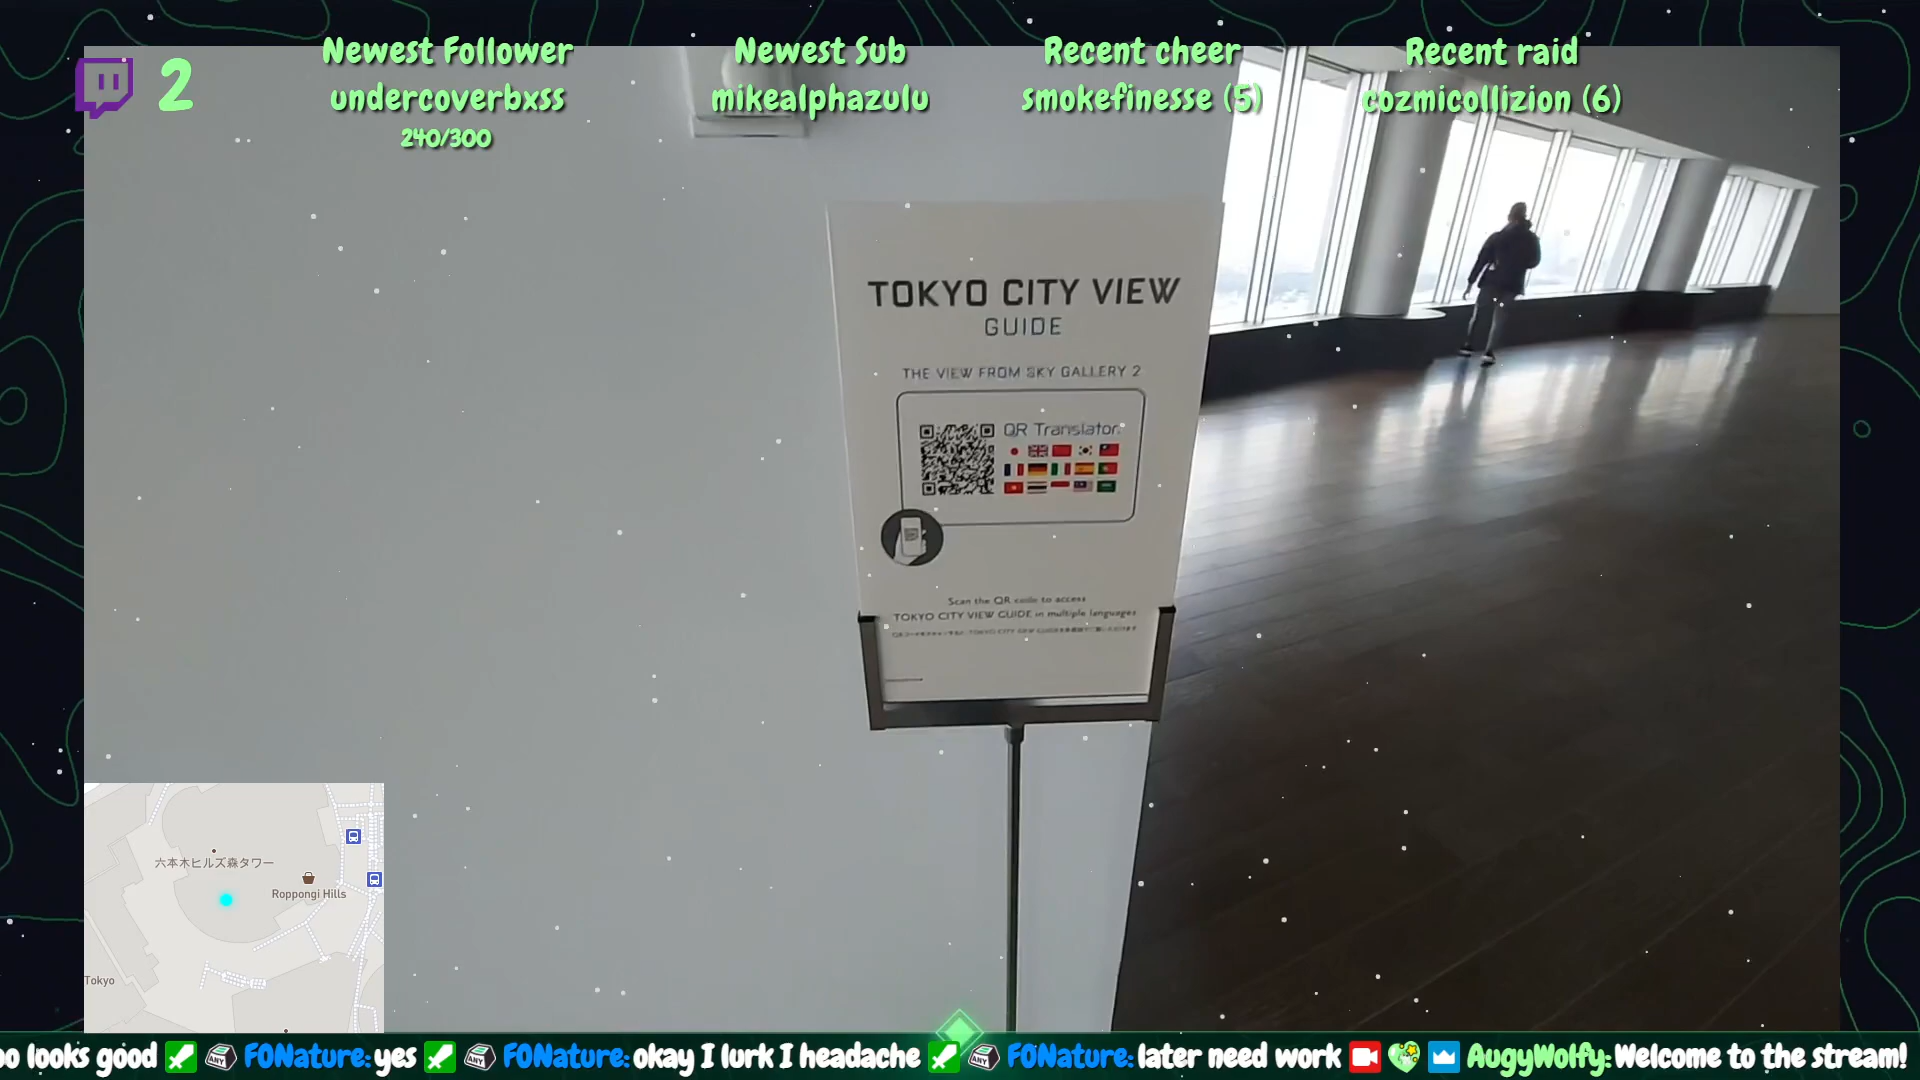 2
Newest Follower
undercoverbxss
240/300
Newest Sub
mikealphazulu
Recent cheer
smokefinesse (5)
Recent raid
cozmicollizion (6)
TOKYO CITY VIEW
GUIDE
THE VIEW FROM SKY GALLERY 2
QR Translator
Scan the QR code to access
TOKYO CITY VIEW GUIDE in multiple languages
六本木ヒルズ森タワー
Roppongi Hills
Tokyo
looks good ANY FONature: yes ANY FONature: okay I lurk I headache ANY FONature: later need work AugyWolfy: Welcome to the stream!